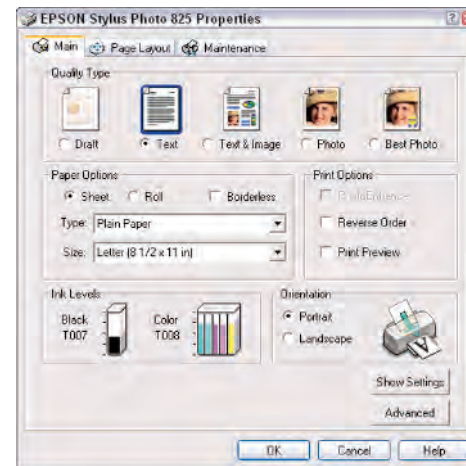 EPSON Stylus Photo 825 Properties
Main Page Layout Maintenance
Quality Type
Draft Text Text & Image Photo Best Photo
Paper Options
Sheet Roll Borderless
Type: Plain Paper
Size: Letter (8 1/2 x 11 in)
Print Options
PhotoEnhance
Reverse Order
Print Preview
Ink Levels
Black
T007
Color
T008
Orientation
Portrait
Landscape
A
Show Settings
Advanced
OK Cancel Help